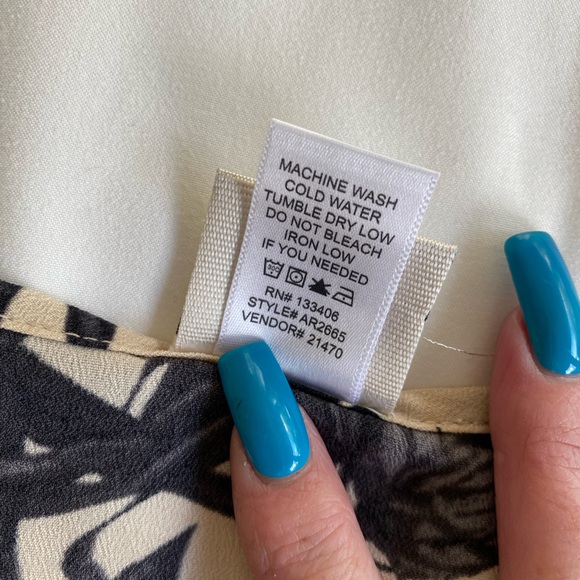 MACHINE WASH
COLD WATER
TUMBLE DRY LOW
DO NOT BLEACH
IRON LOW
IF YOU NEEDED
RN# 133406
STYLE# AR2665
VENDOR# 21470